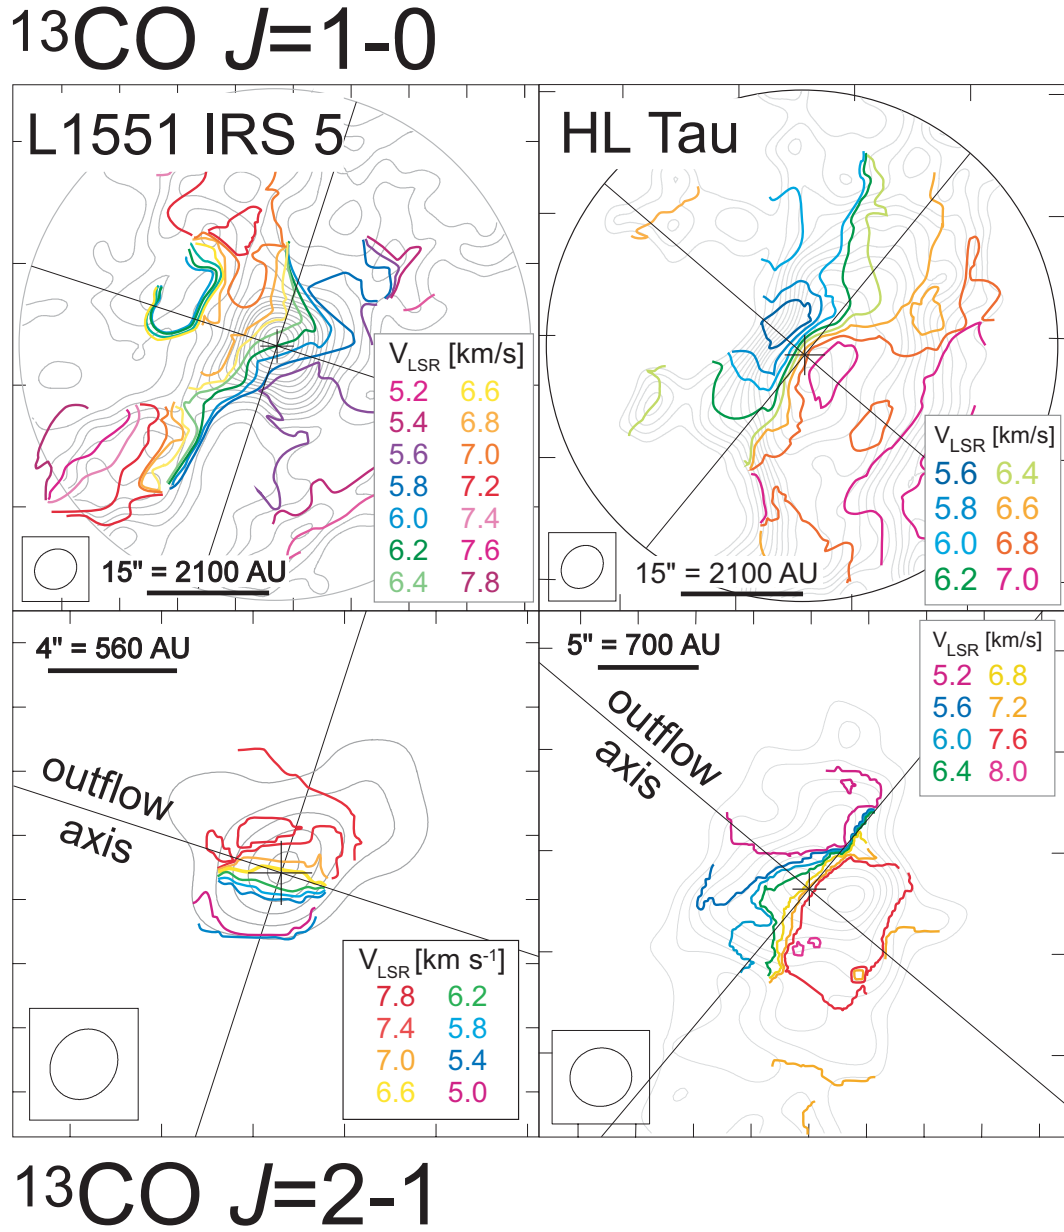 ¹³CO J=1-0
L1551 IRS 5
V_LSR [km/s]
5.2 6.6
5.4 6.8
5.6 7.0
5.8 7.2
6.0 7.4
6.2 7.6
6.4 7.8
15" = 2100 AU
HL Tau
V_LSR [km/s]
5.6 6.4
5.8 6.6
6.0 6.8
6.2 7.0
15" = 2100 AU
4" = 560 AU
outflow
axis
V_LSR [km s⁻¹]
7.8 6.2
7.4 5.8
7.0 5.4
6.6 5.0
5" = 700 AU
outflow
axis
V_LSR [km/s]
5.2 6.8
5.6 7.2
6.0 7.6
6.4 8.0
¹³CO J=2-1